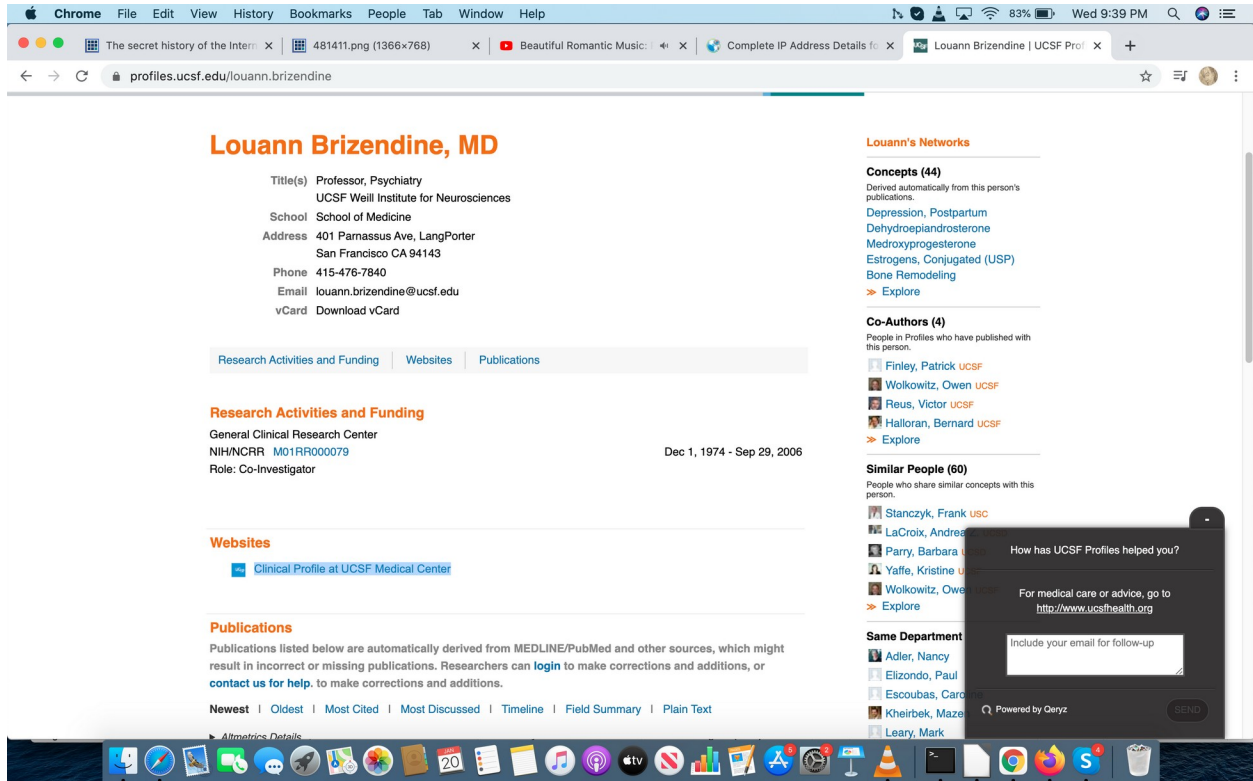 Chrome File Edit View History Bookmarks People Tab Window Help 83% Wed 9:39 PM
The secret history of the Intern 481411.png (1366×768) Beautiful Romantic Music: Complete IP Address Details fo Louann Brizendine | UCSF Prof
profiles.ucsf.edu/louann.brizendine
Louann Brizendine, MD
Title(s) Professor, Psychiatry
UCSF Weill Institute for Neurosciences
School School of Medicine
Address 401 Parnassus Ave, LangPorter
San Francisco CA 94143
Phone 415-476-7840
Email louann.brizendine@ucsf.edu
vCard Download vCard
Research Activities and Funding | Websites | Publications
Research Activities and Funding
General Clinical Research Center
NIH/NCRR M01RR000079 Dec 1, 1974 - Sep 29, 2006
Role: Co-Investigator
Websites
UCSF Clinical Profile at UCSF Medical Center
Publications
Publications listed below are automatically derived from MEDLINE/PubMed and other sources, which might
result in incorrect or missing publications. Researchers can login to make corrections and additions, or
contact us for help. to make corrections and additions.
Newest | Oldest | Most Cited | Most Discussed | Timeline | Field Summary | Plain Text
Altmetrics Details
Louann's Networks
Concepts (44)
Derived automatically from this person's
publications.
Depression, Postpartum
Dehydroepiandrosterone
Medroxyprogesterone
Estrogens, Conjugated (USP)
Bone Remodeling
Explore
Co-Authors (4)
People in Profiles who have published with
this person.
Finley, Patrick UCSF
Wolkowitz, Owen UCSF
Reus, Victor UCSF
Halloran, Bernard UCSF
Explore
Similar People (60)
People who share similar concepts with this
person.
Stanczyk, Frank USC
LaCroix, Andrea
Parry, Barbara
Yaffe, Kristine
Wolkowitz, Owe
Explore
Same Department
Adler, Nancy
Elizondo, Paul
Escoubas, Caro
Kheirbek, Maze
Leary, Mark
-
How has UCSF Profiles helped you?
For medical care or advice, go to
http://www.ucsfhealth.org
Include your email for follow-up
Powered by Qeryz
SEND
JAN
20
tv
5
2
4
S